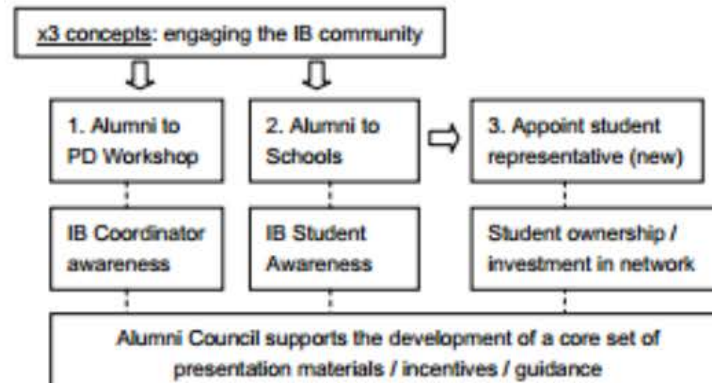 x3 concepts: engaging the IB community
1. Alumni to
PD Workshop
2. Alumni to
Schools
3. Appoint student
representative (new)
IB Coordinator
awareness
IB Student
Awareness
Student ownership /
investment in network
Alumni Council supports the development of a core set of
presentation materials / incentives / guidance